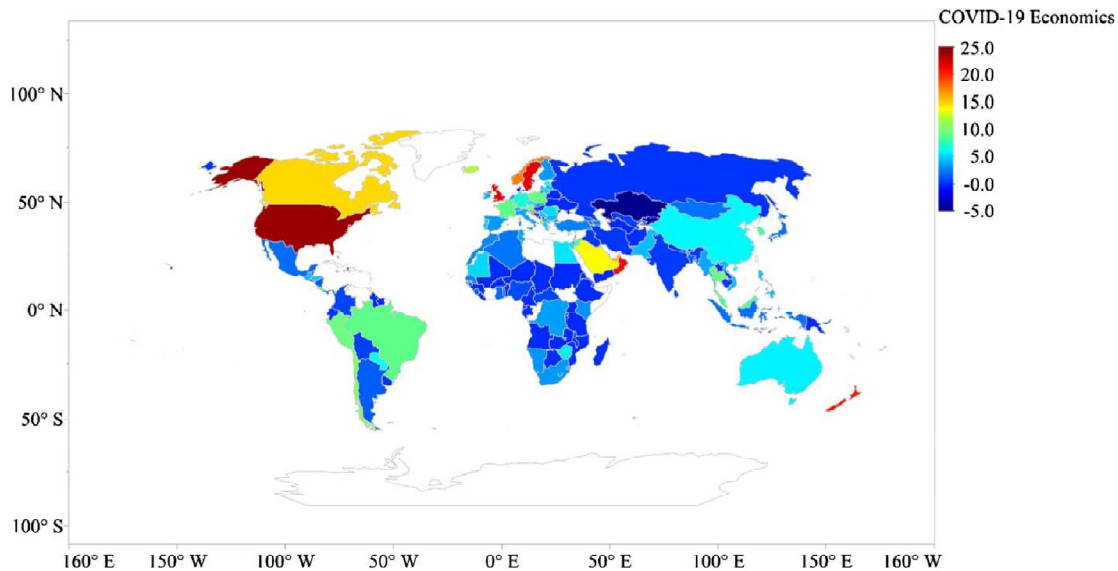 COVID-19 Economics
25.0
20.0
15.0
10.0
5.0
-0.0
-5.0
100° N
50° N
0° N
50° S
100° S
160° E
150° W
100° W
50° W
0° E
50° E
100° E
150° E
160° W